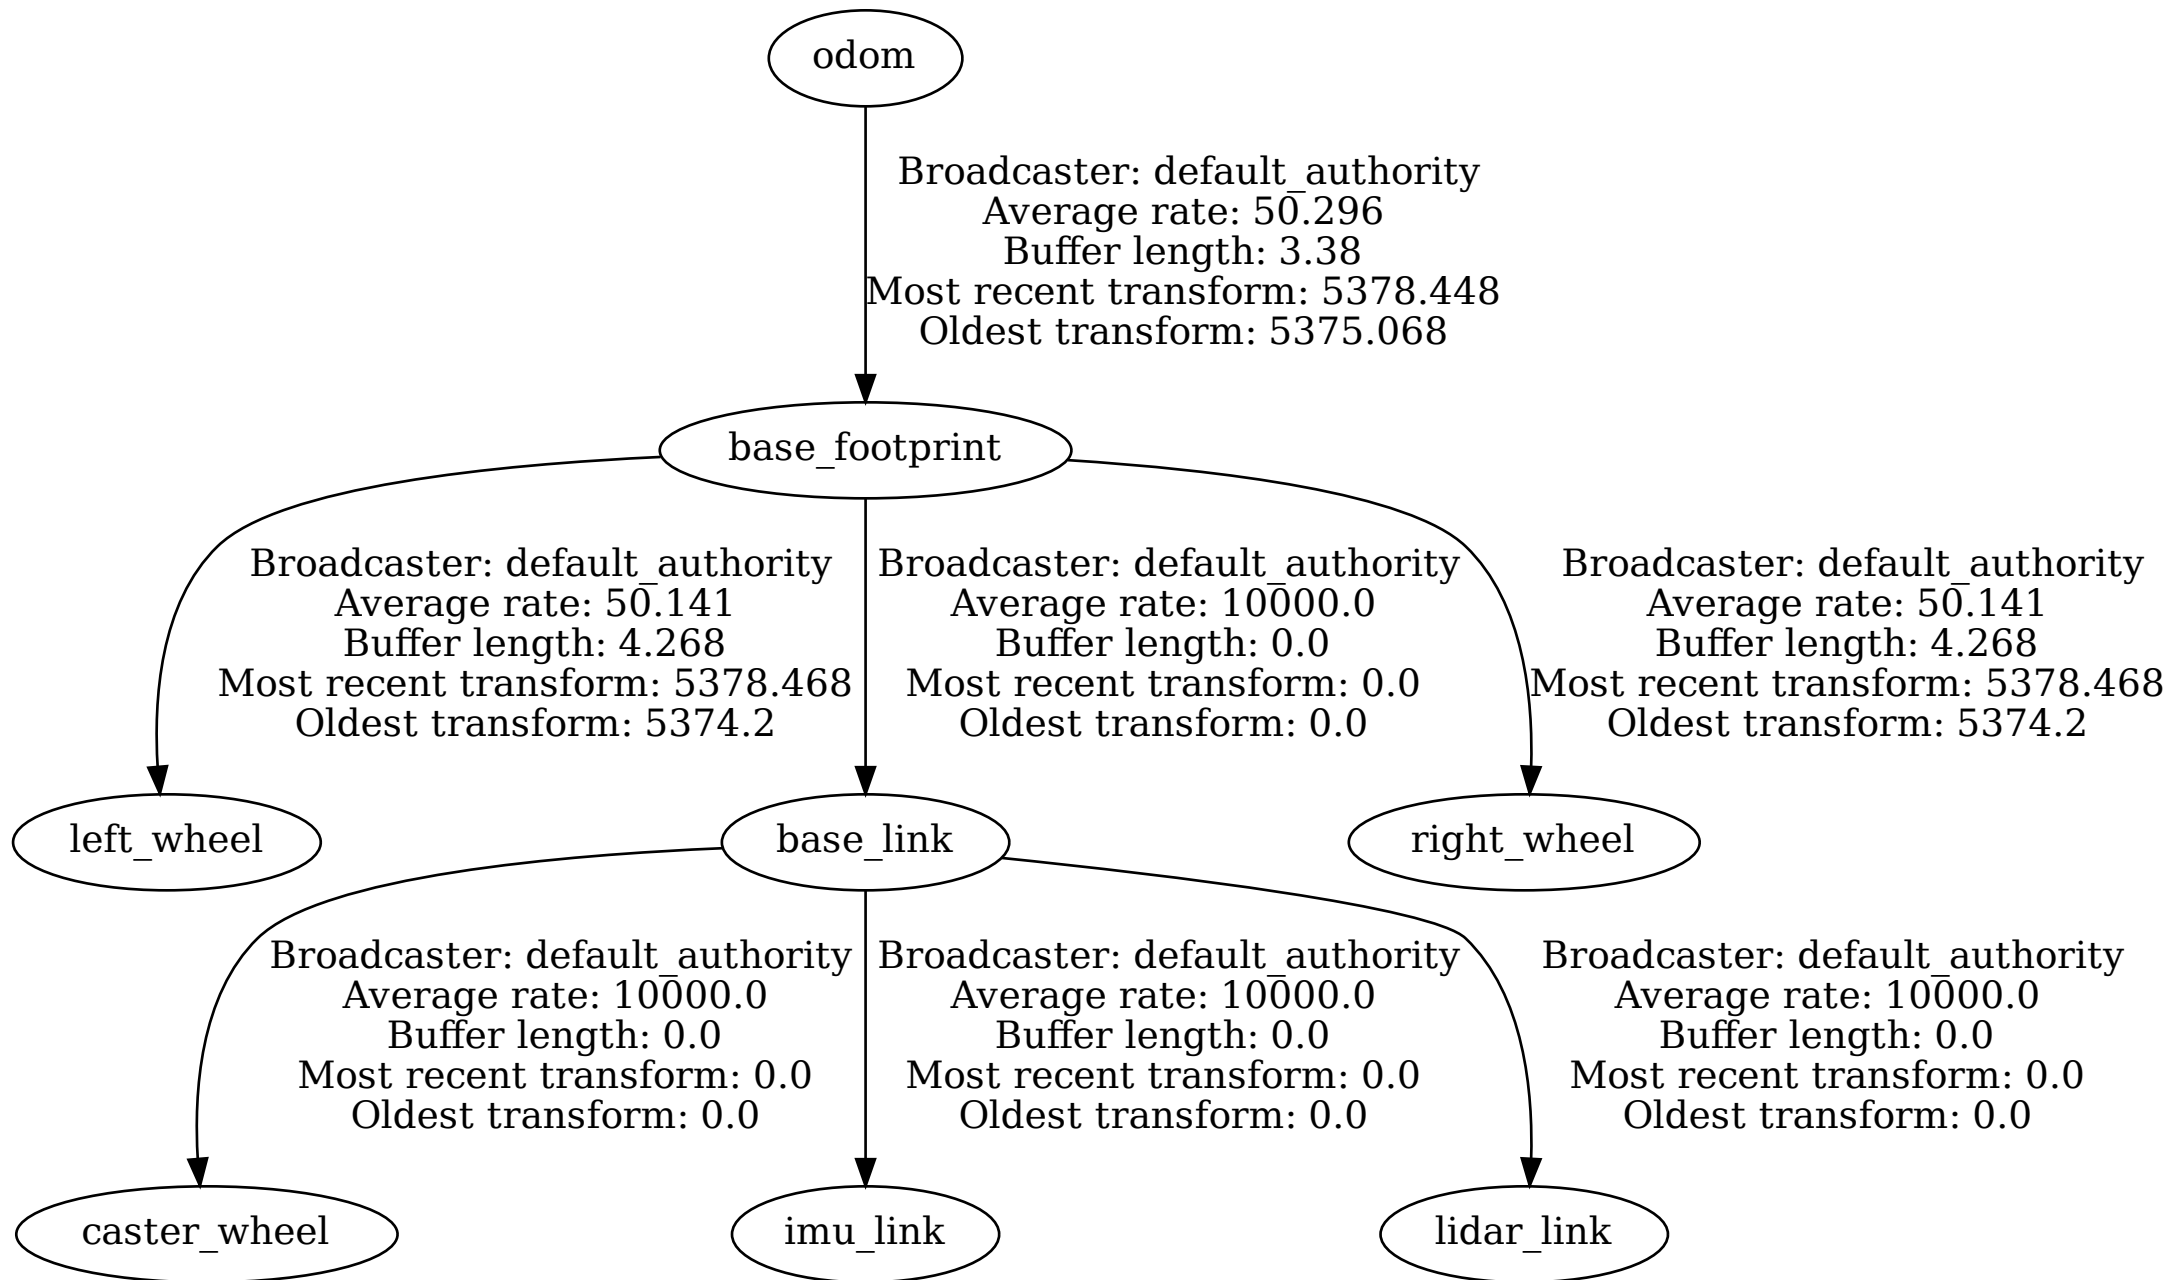 odom
Broadcaster: default_authority
Average rate: 50.296
Buffer length: 3.38
Most recent transform: 5378.448
Oldest transform: 5375.068
base_footprint
Broadcaster: default_authority
Average rate: 50.141
Buffer length: 4.268
Most recent transform: 5378.468
Oldest transform: 5374.2
Broadcaster: default_authority
Average rate: 10000.0
Buffer length: 0.0
Most recent transform: 0.0
Oldest transform: 0.0
Broadcaster: default_authority
Average rate: 50.141
Buffer length: 4.268
Most recent transform: 5378.468
Oldest transform: 5374.2
left_wheel
base_link
right_wheel
Broadcaster: default_authority
Average rate: 10000.0
Buffer length: 0.0
Most recent transform: 0.0
Oldest transform: 0.0
Broadcaster: default_authority
Average rate: 10000.0
Buffer length: 0.0
Most recent transform: 0.0
Oldest transform: 0.0
Broadcaster: default_authority
Average rate: 10000.0
Buffer length: 0.0
Most recent transform: 0.0
Oldest transform: 0.0
caster_wheel
imu_link
lidar_link